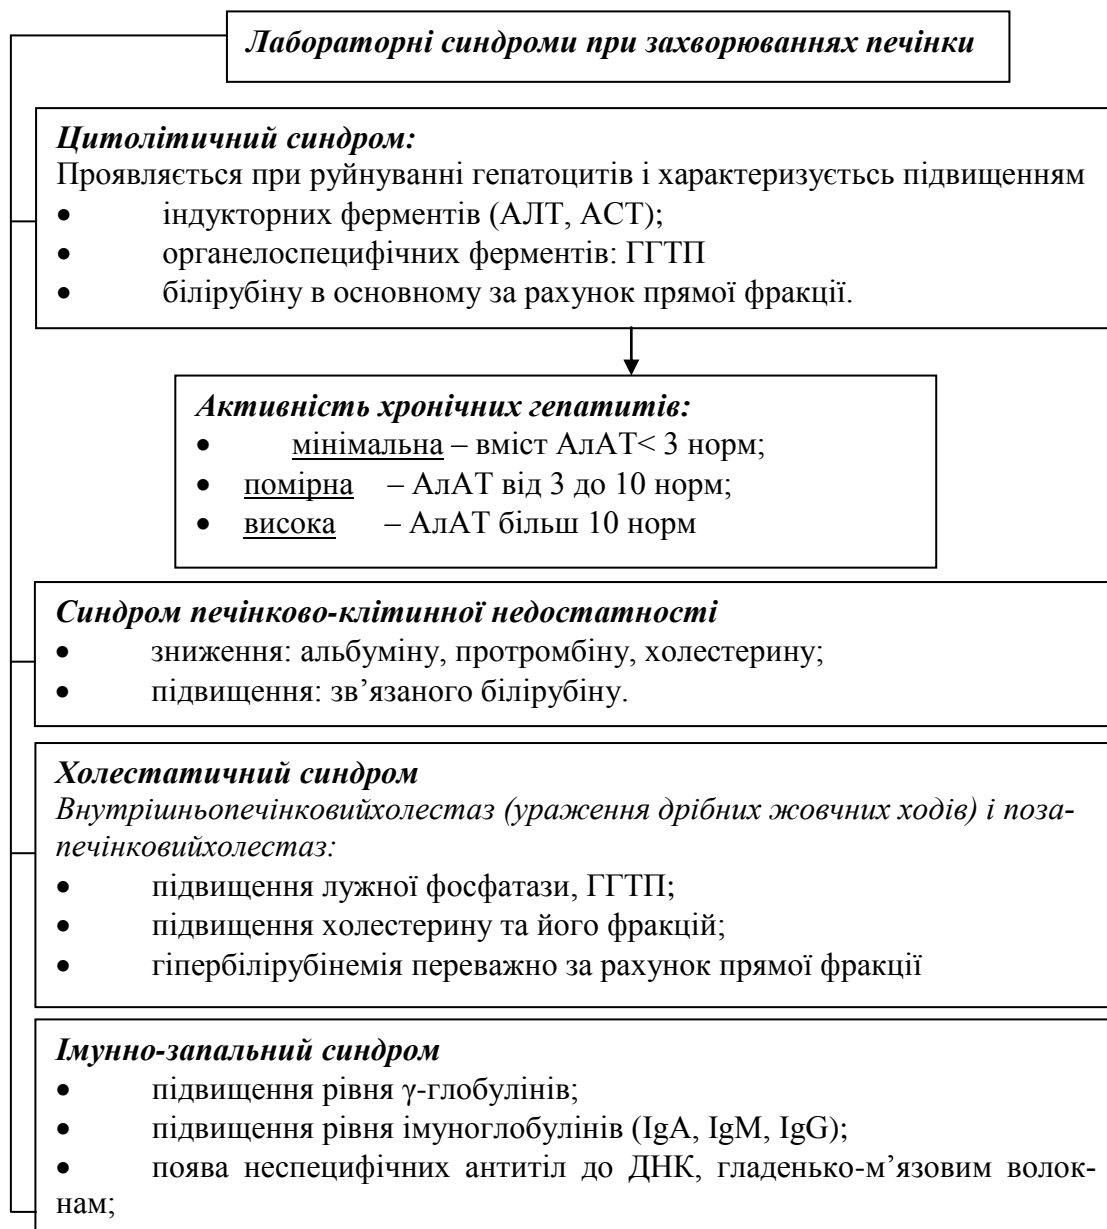 Лабораторні синдроми при захворюваннях печінки
Цитолітичний синдром:
Проявляється при руйнуванні гепатоцитів і характеризуєтьсь підвищенням
• індукторних ферментів (АЛТ, АСТ);
• органелоспецифічних ферментів: ГГТП
• білірубіну в основному за рахунок прямої фракції.
Активність хронічних гепатитів:
• мінімальна – вміст АлАТ< 3 норм;
• помірна – АлАТ від 3 до 10 норм;
• висока – АлАТ більш 10 норм
Синдром печінково-клітинної недостатності
• зниження: альбуміну, протромбіну, холестерину;
• підвищення: зв’язаного білірубіну.
Холестатичний синдром
Внутрішньопечінковийхолестаз (ураження дрібних жовчних ходів) і поза-
печінковийхолестаз:
• підвищення лужної фосфатази, ГГТП;
• підвищення холестерину та його фракцій;
• гіпербілірубінемія переважно за рахунок прямої фракції
Імунно-запальний синдром
• підвищення рівня γ-глобулінів;
• підвищення рівня імуноглобулінів (IgA, IgM, IgG);
• поява неспецифічних антитіл до ДНК, гладенько-м’язовим волок-
нам;